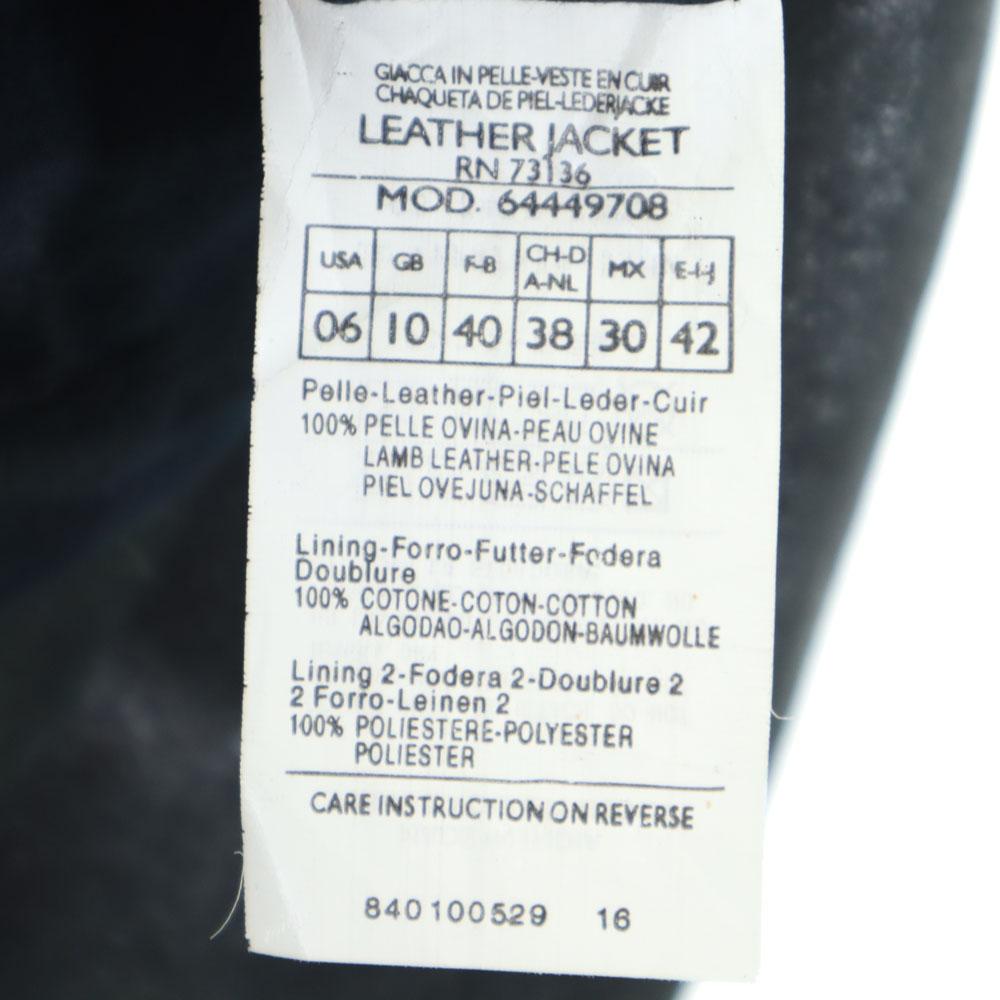 GIACCA IN PELLE-VESTE EN CUIR
CHAQUETA DE PIEL-LEDERJACKE
LEATHER JACKET
RN 73136
MOD. 64449708
USA GB F-B CH-D A-NL MX E-I-J
06 10 40 38 30 42
Pelle-Leather-Piel-Leder-Cuir
100% PELLE OVINA-PEAU OVINE
LAMB LEATHER-PELE OVINA
PIEL OVEJUNA-SCHAFFEL
Lining-Forro-Futter-Fodera
Doublure
100% COTONE-COTON-COTTON
ALGODAO-ALGODON-BAUMWOLLE
Lining 2-Fodera 2-Doublure 2
2 Forro-Leinen 2
100% POLIESTERE-POLYESTER
POLIESTER
CARE INSTRUCTION ON REVERSE
840100529 16